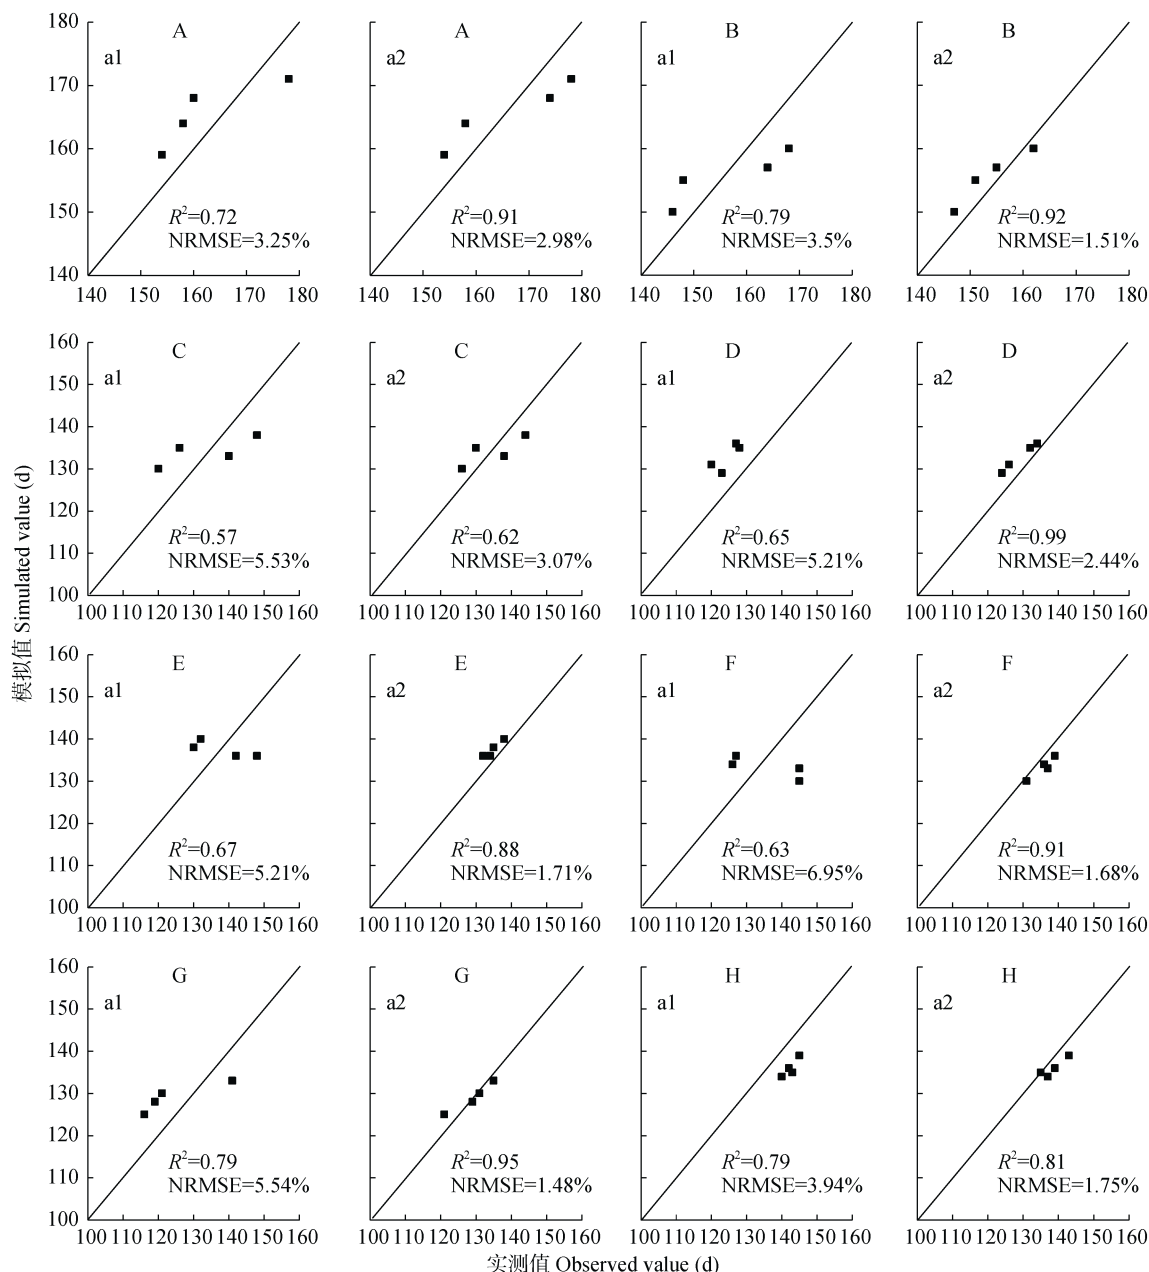 180
A
A
B
B
a1
a2
a1
a2
170
160
150
R²=0.72
R²=0.91
R²=0.79
R²=0.92
NRMSE=3.25%
NRMSE=2.98%
NRMSE=3.5%
NRMSE=1.51%
140
140 150 160 170 180
140 150 160 170 180
140 150 160 170 180
140 150 160 170 180
160
C
C
D
D
a1
a2
a1
a2
150
140
130
120
R²=0.57
R²=0.62
R²=0.65
R²=0.99
110
NRMSE=5.53%
NRMSE=3.07%
NRMSE=5.21%
NRMSE=2.44%
100
100 110 120 130 140 150 160
100 110 120 130 140 150 160
100 110 120 130 140 150 160
100 110 120 130 140 150 160
模拟值 Simulated value (d)
160
E
E
F
F
a1
a2
a1
a2
150
140
130
120
R²=0.67
R²=0.88
R²=0.63
R²=0.91
110
NRMSE=5.21%
NRMSE=1.71%
NRMSE=6.95%
NRMSE=1.68%
100
100 110 120 130 140 150 160
100 110 120 130 140 150 160
100 110 120 130 140 150 160
100 110 120 130 140 150 160
160
G
G
H
H
a1
a2
a1
a2
150
140
130
120
R²=0.79
R²=0.95
R²=0.79
R²=0.81
110
NRMSE=5.54%
NRMSE=1.48%
NRMSE=3.94%
NRMSE=1.75%
100
100 110 120 130 140 150 160
100 110 120 130 140 150 160
100 110 120 130 140 150 160
100 110 120 130 140 150 160
实测值 Observed value (d)